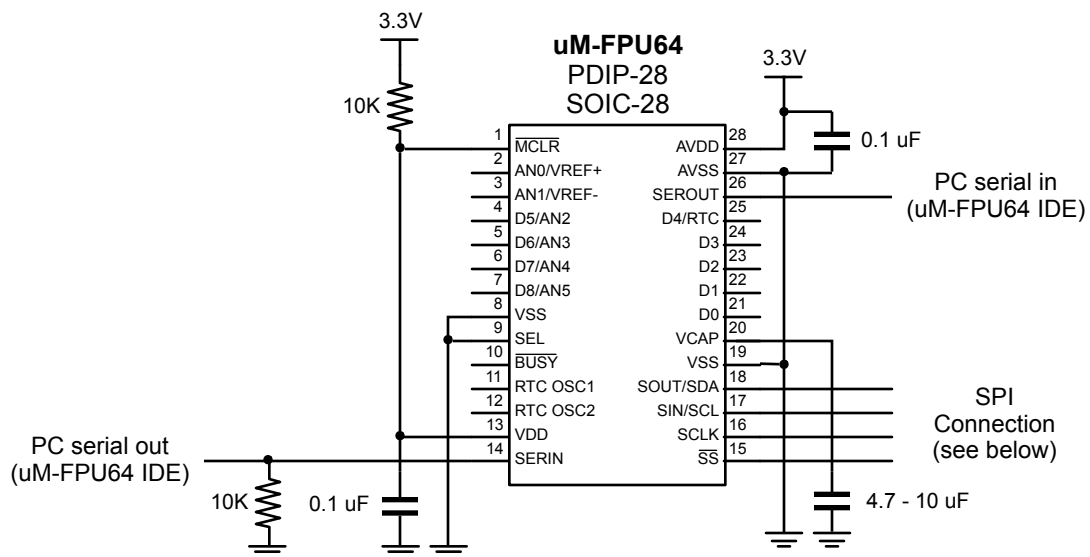 3.3V
10K
uM-FPU64
PDIP-28
SOIC-28
3.3V
0.1 uF
1
MCLR
2
AN0/VREF+
3
AN1/VREF-
4
D5/AN2
5
D6/AN3
6
D7/AN4
7
D8/AN5
8
VSS
9
SEL
10
BUSY
11
RTC OSC1
12
RTC OSC2
13
VDD
14
SERIN
28
AVDD
27
AVSS
26
SEROUT
25
D4/RTC
24
D3
23
D2
22
D1
21
D0
20
VCAP
19
VSS
18
SOUT/SDA
17
SIN/SCL
16
SCLK
15
SS
PC serial in
(uM-FPU64 IDE)
SPI
Connection
(see below)
PC serial out
(uM-FPU64 IDE)
10K
0.1 uF
4.7 - 10 uF